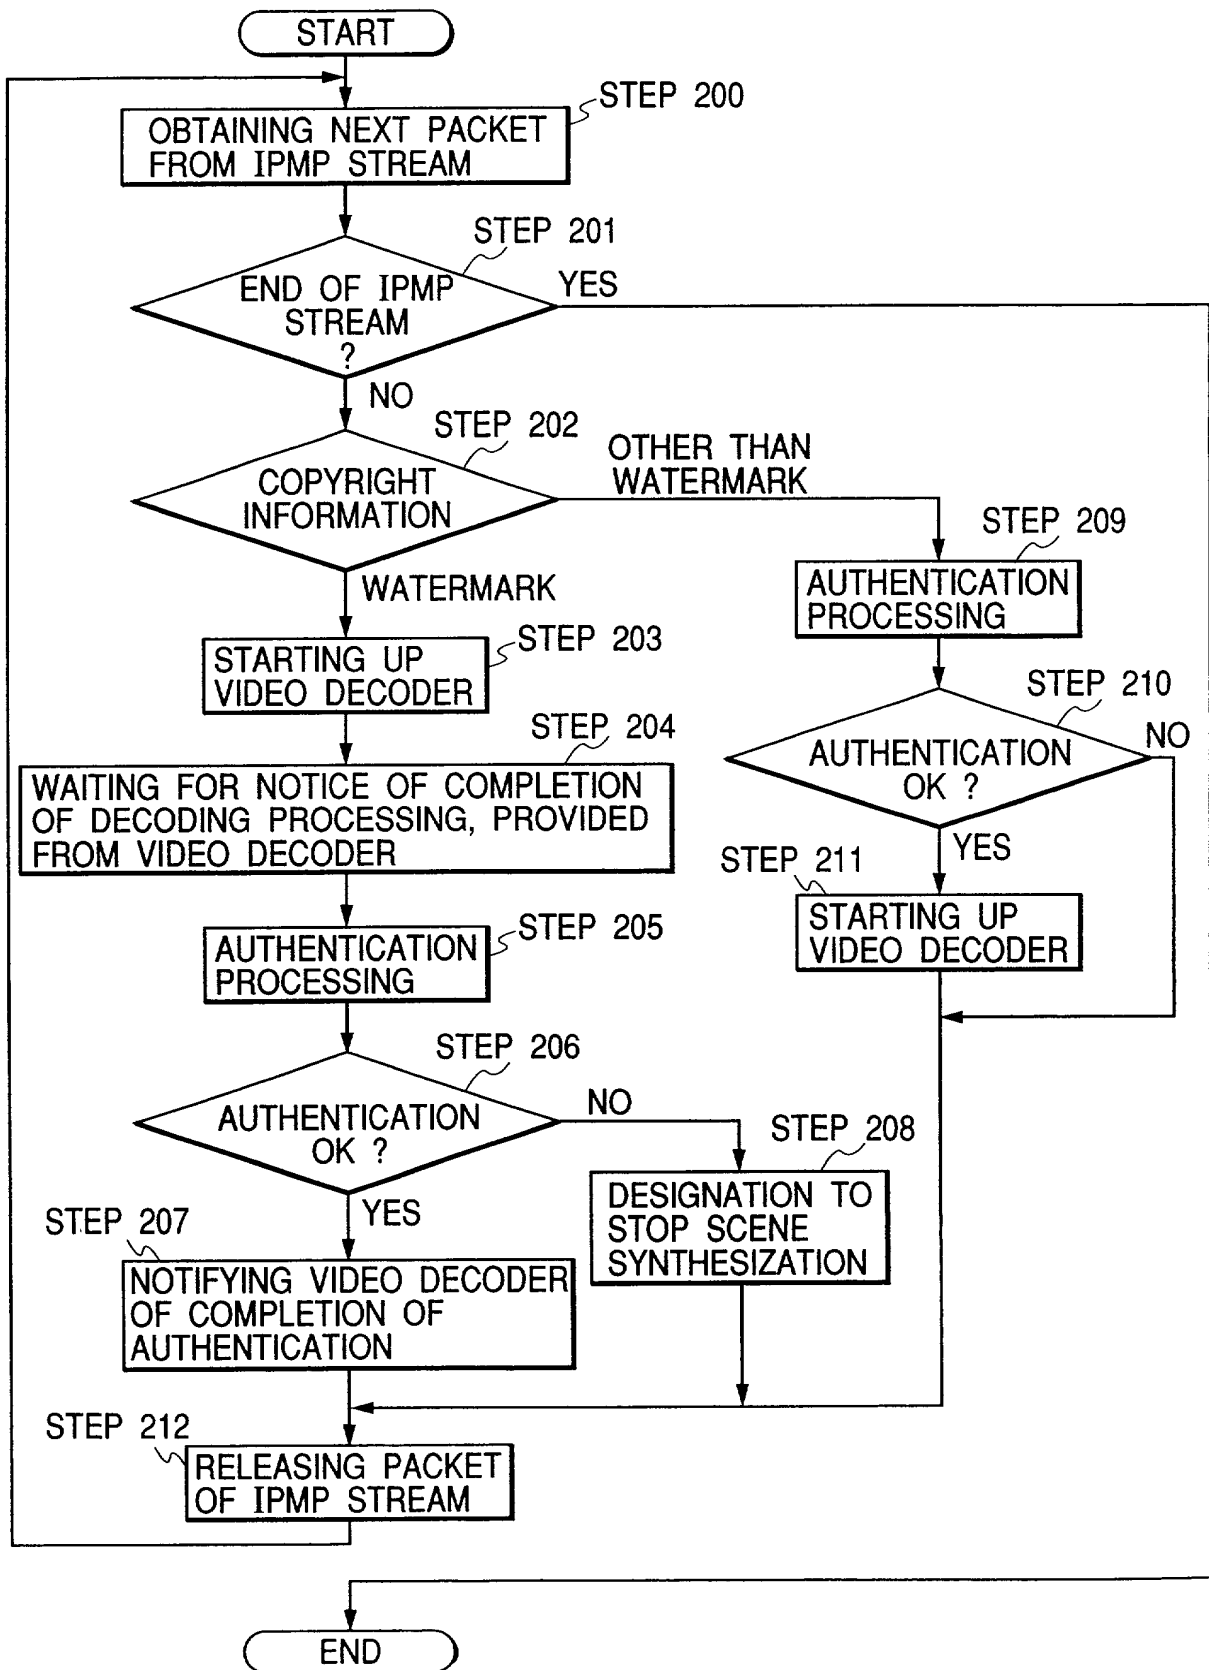 START
STEP 200
OBTAINING NEXT PACKET
FROM IPMP STREAM
STEP 201
END OF IPMP
STREAM
?
YES
NO
STEP 202
COPYRIGHT
INFORMATION
OTHER THAN
WATERMARK
WATERMARK
STEP 203
STARTING UP
VIDEO DECODER
STEP 204
WAITING FOR NOTICE OF COMPLETION
OF DECODING PROCESSING, PROVIDED
FROM VIDEO DECODER
STEP 205
AUTHENTICATION
PROCESSING
STEP 206
AUTHENTICATION
OK ?
NO
YES
STEP 207
NOTIFYING VIDEO DECODER
OF COMPLETION OF
AUTHENTICATION
STEP 208
DESIGNATION TO
STOP SCENE
SYNTHESIZATION
STEP 209
AUTHENTICATION
PROCESSING
STEP 210
AUTHENTICATION
OK ?
NO
YES
STEP 211
STARTING UP
VIDEO DECODER
STEP 212
RELEASING PACKET
OF IPMP STREAM
END